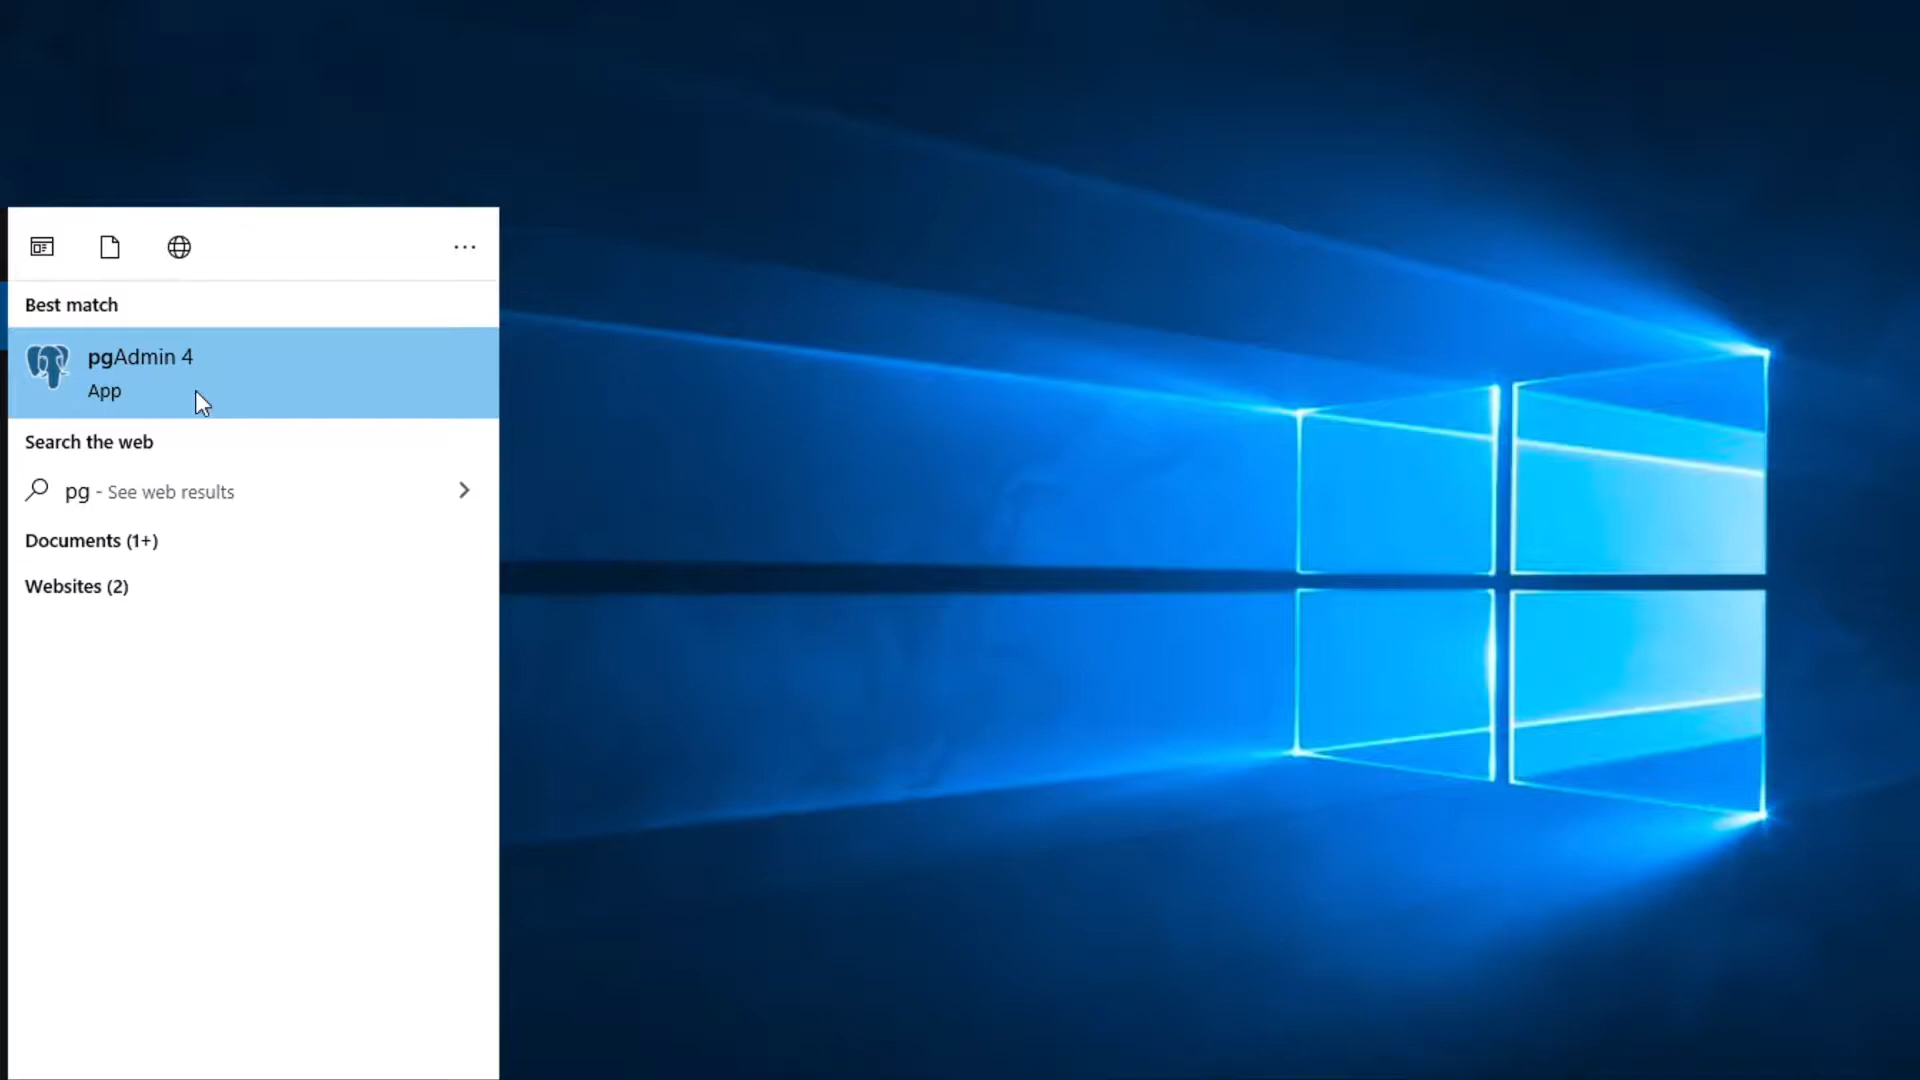 Best match
pgAdmin 4
App
Search the web
pg - See web results
Documents (1+)
Websites (2)